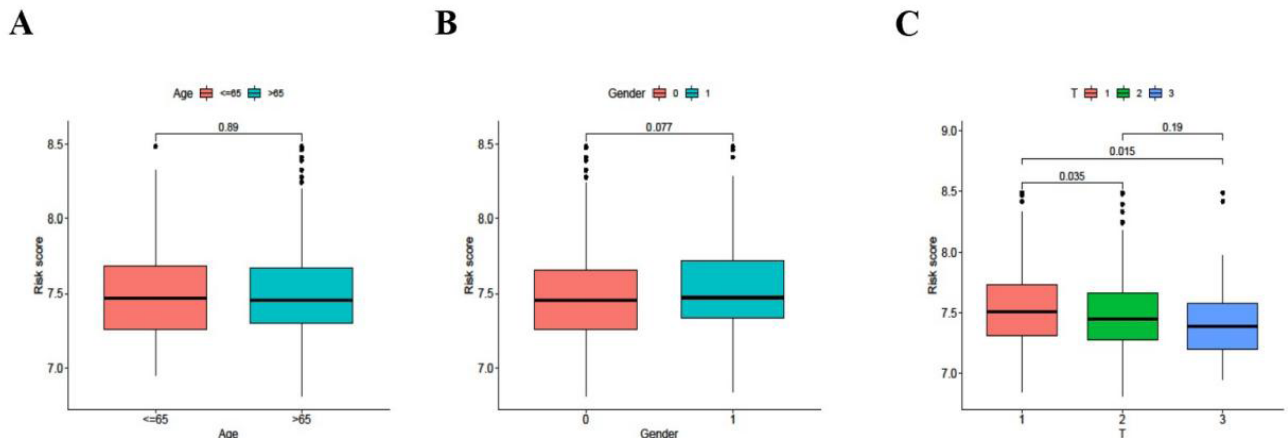 A
B
C
Age <=65 >65
0.89
8.5
8.0
7.5
7.0
Risk score
<=65 >65
Age
Gender 0 1
0.077
8.5
8.0
7.5
7.0
Risk score
0 1
Gender
T 1 2 3
9.0
0.19
0.015
0.035
8.5
8.0
7.5
7.0
Risk score
1 2 3
T